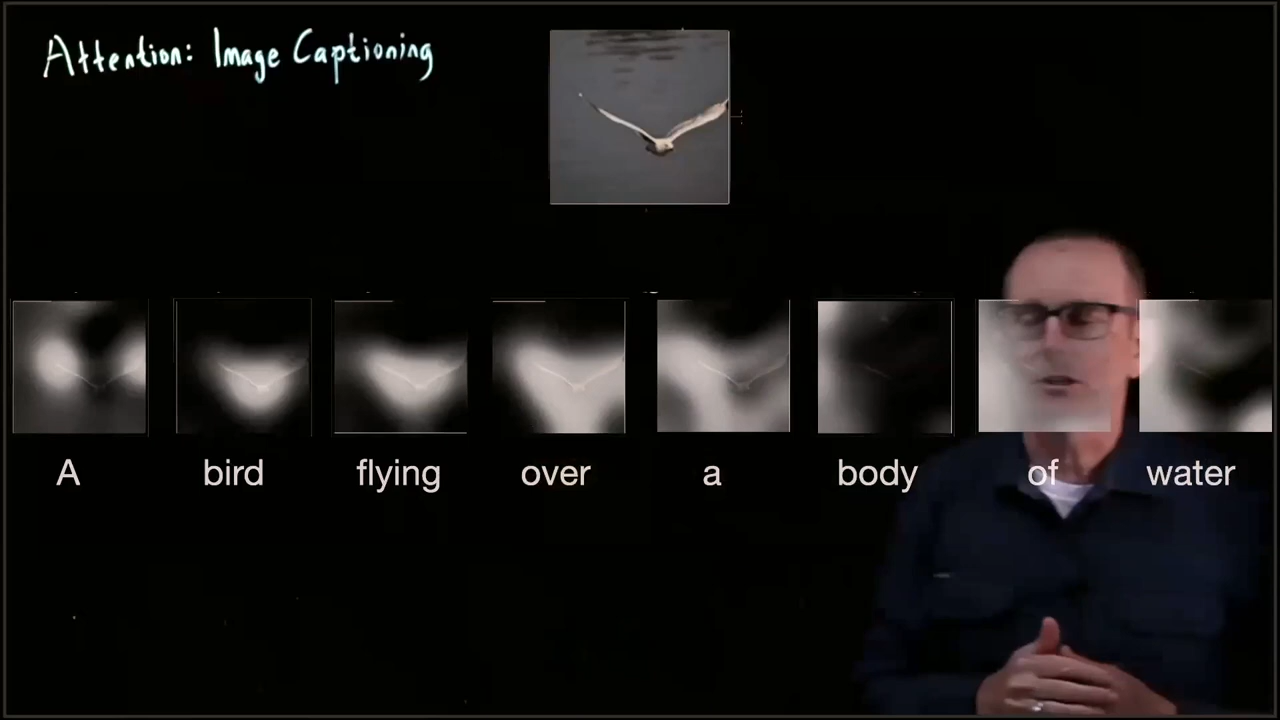 Attention: Image Captioning
A bird flying over a body of water